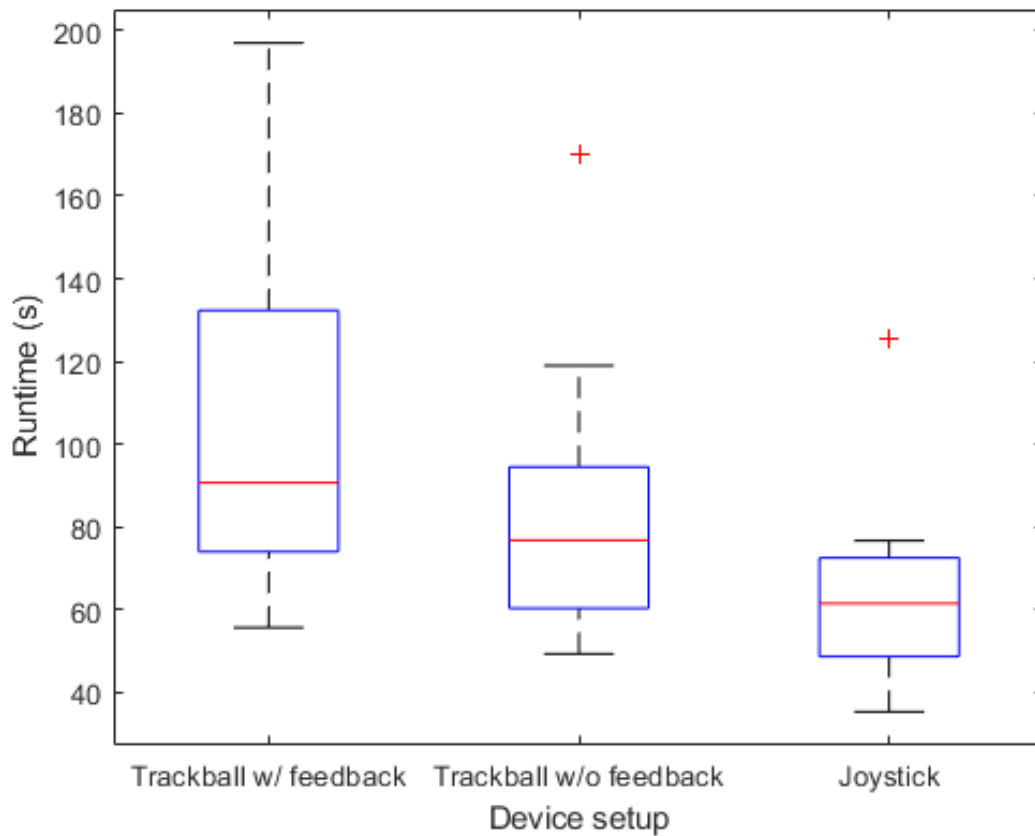 200
180
160
140
120
100
80
60
40
Runtime (s)
Trackball w/ feedback
Trackball w/o feedback
Joystick
Device setup